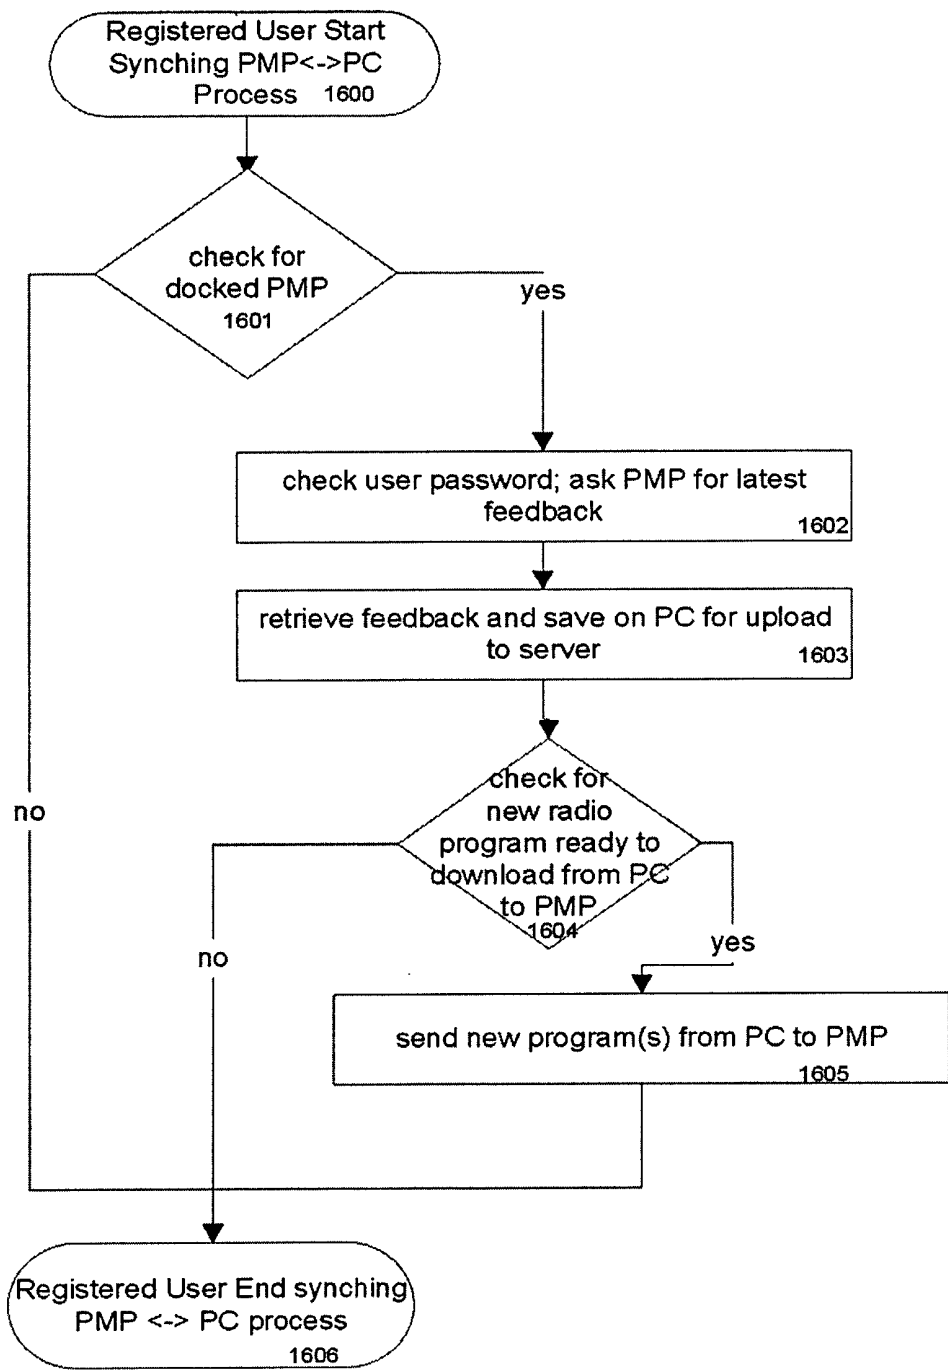 Registered User Start
Synching PMP<->PC
Process 1600
check for
docked PMP
1601
yes
check user password; ask PMP for latest
feedback
1602
retrieve feedback and save on PC for upload
to server
1603
check for
new radio
program ready to
download from PC
to PMP
1604
no
no
yes
send new program(s) from PC to PMP
1605
Registered User End synching
PMP <-> PC process
1606